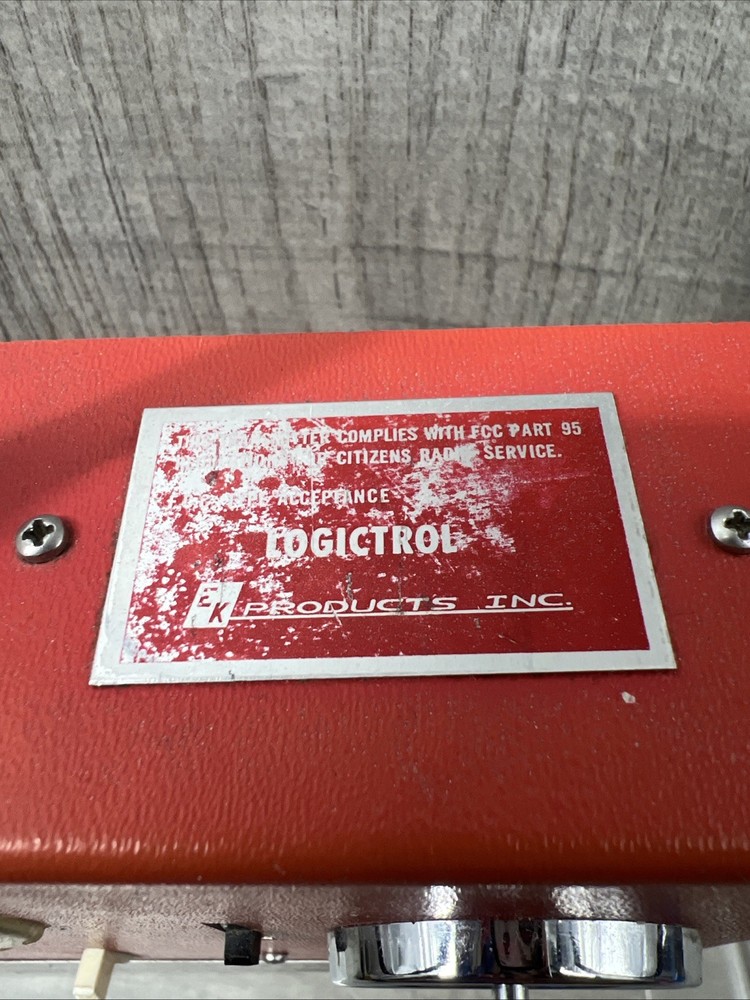 COMPLIES WITH FCC PART 95
CITIZENS RADIO SERVICE.
ACCEPTANCE
LOGICTROL
EK PRODUCTS INC.